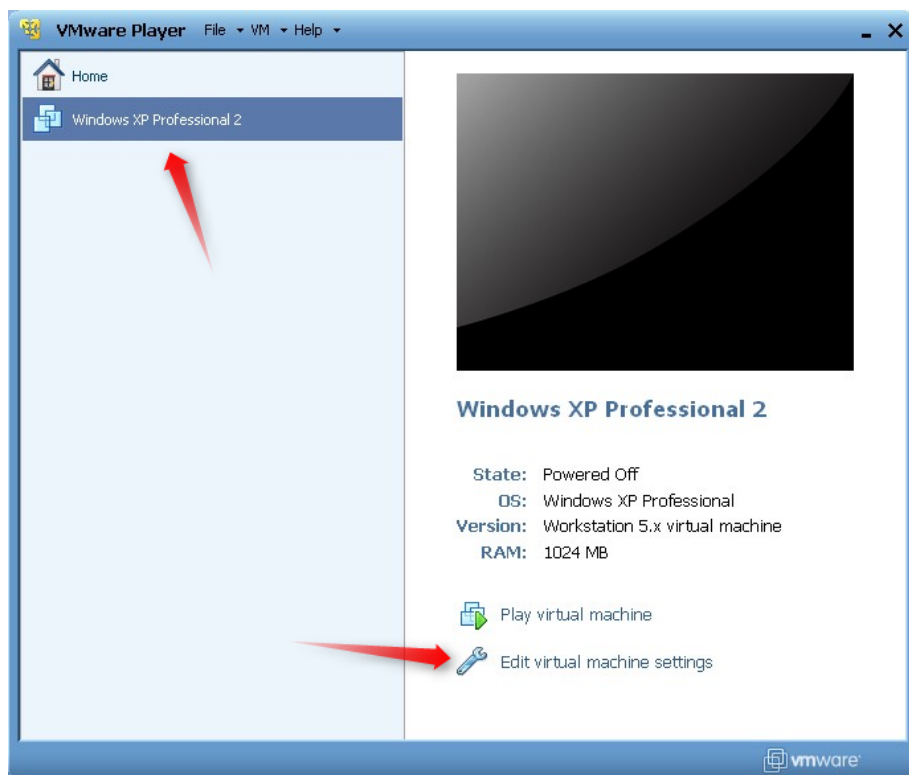 VMware Player File VM Help
Home
Windows XP Professional 2
Windows XP Professional 2
State: Powered Off
OS: Windows XP Professional
Version: Workstation 5.x virtual machine
RAM: 1024 MB
Play virtual machine
Edit virtual machine settings
vmware